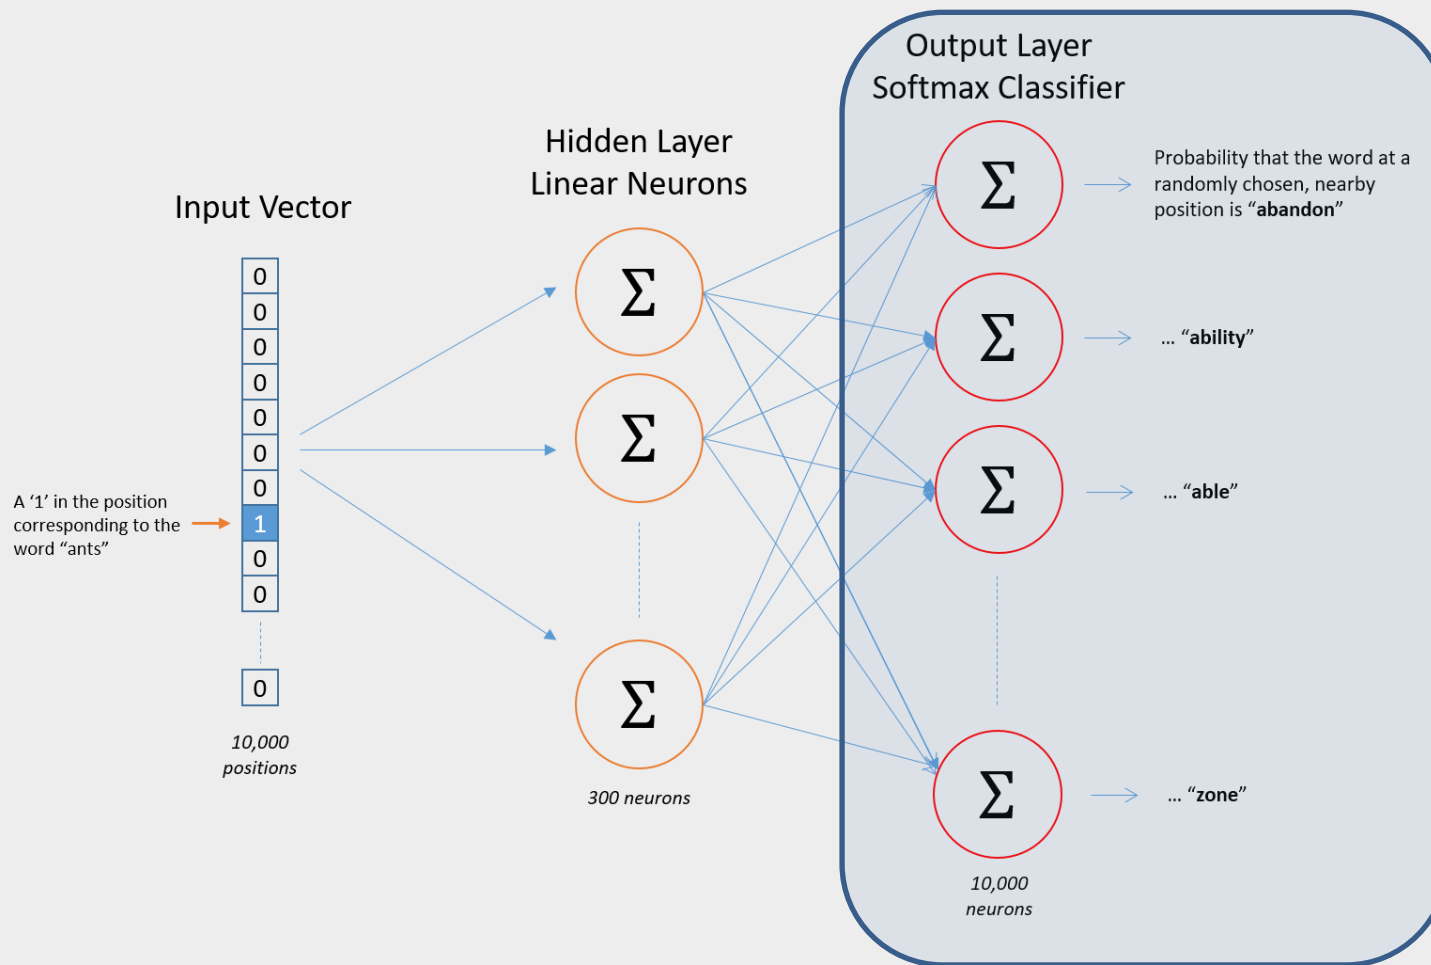 Output Layer
Softmax Classifier
Hidden Layer
Linear Neurons
Input Vector
0
0
0
0
0
0
0
1
0
0
0
A ‘1’ in the position
corresponding to the
word “ants”
10,000
positions
Σ
Σ
Σ
300 neurons
Σ
Σ
Σ
Σ
10,000
neurons
Probability that the word at a
randomly chosen, nearby
position is “abandon”
... “ability”
... “able”
... “zone”